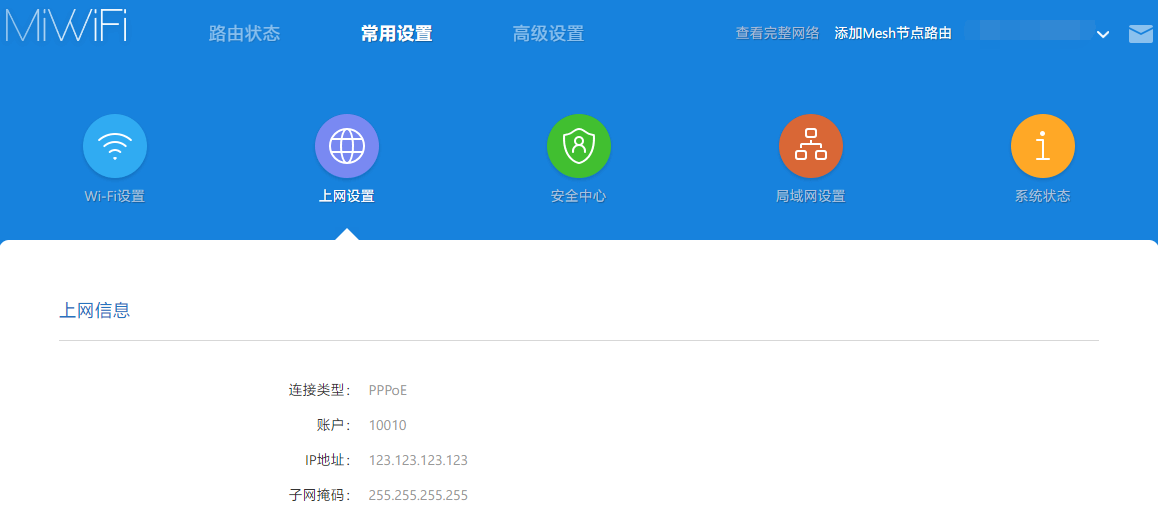 MiWiFi 路由状态 常用设置 高级设置 查看完整网络 添加Mesh节点路由
Wi-Fi设置 上网设置 安全中心 局域网设置 系统状态
上网信息
连接类型： PPPoE
账户： 10010
IP地址： 123.123.123.123
子网掩码： 255.255.255.255